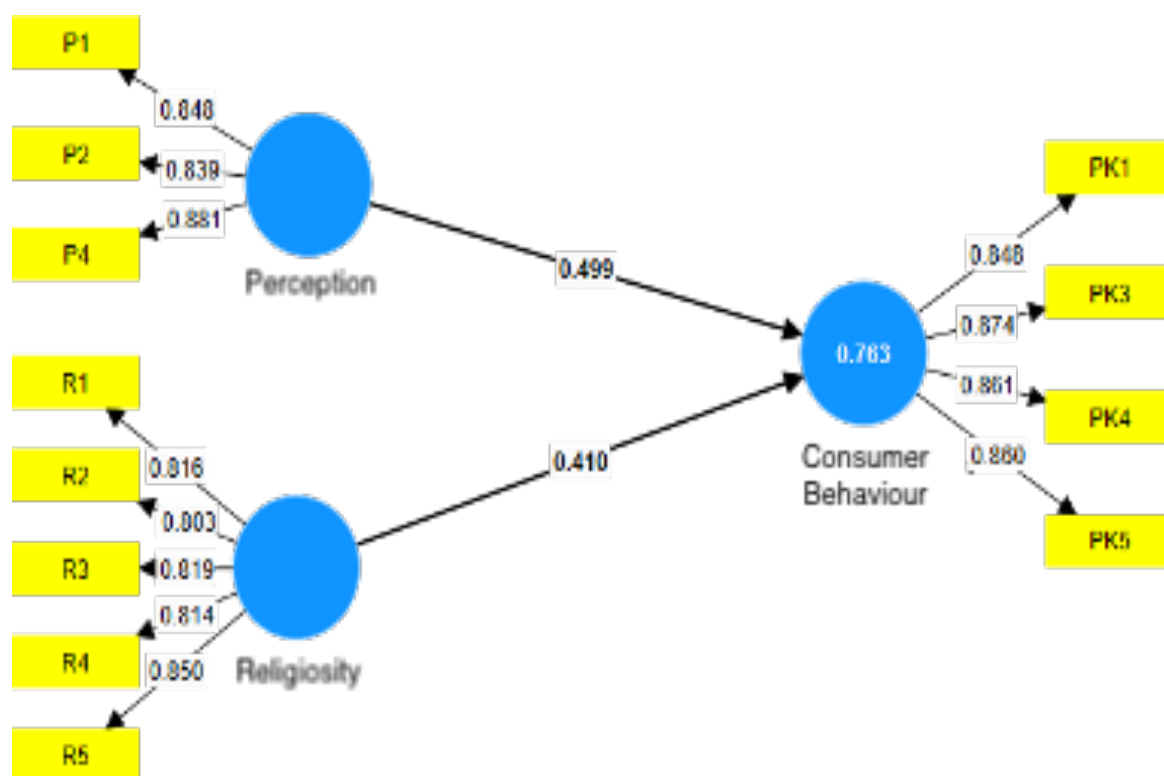 P1
0.848
P2
0.839
0.881
P4
Perception
0.499
R1
0.816
R2
0.803
R3
0.819
0.814
R4
0.850
R5
Religiosity
0.410
0.763
Consumer
Behaviour
PK1
0.848
PK3
0.874
0.861
PK4
0.860
PK5